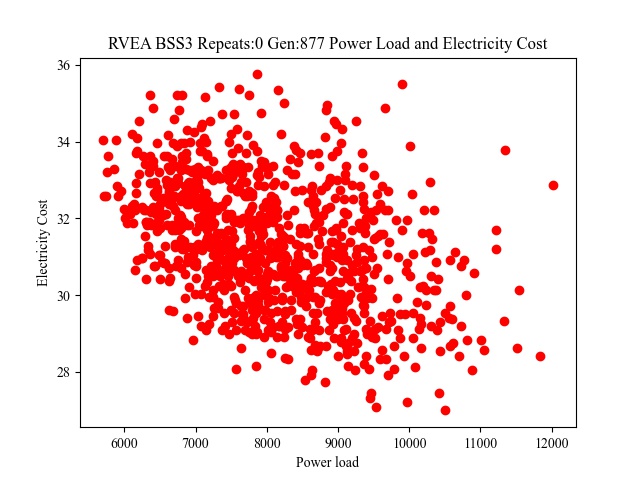 RVEA BSS3 Repeats:0 Gen:877 Power Load and Electricity Cost
36
34
32
30
28
Electricity Cost
6000 7000 8000 9000 10000 11000 12000
Power load